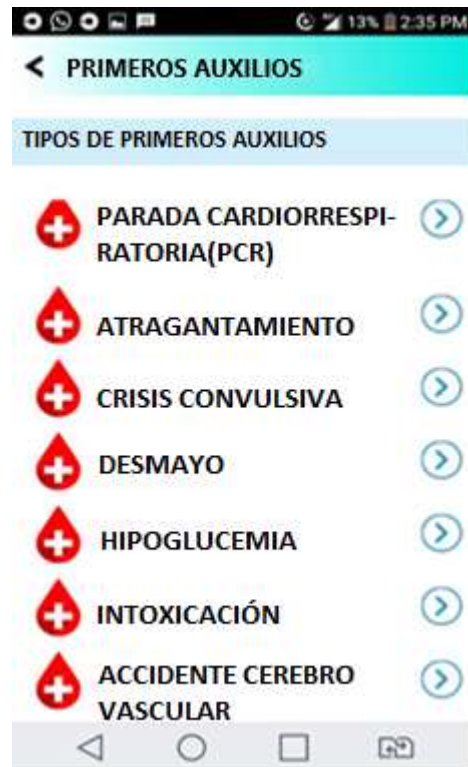 13% 2:35 PM
PRIMEROS AUXILIOS
TIPOS DE PRIMEROS AUXILIOS
PARADA CARDIORRESPI-
RATORIA(PCR)
ATRAGANTAMIENTO
CRISIS CONVULSIVA
DESMAYO
HIPOGLUCEMIA
INTOXICACIÓN
ACCIDENTE CEREBRO
VASCULAR